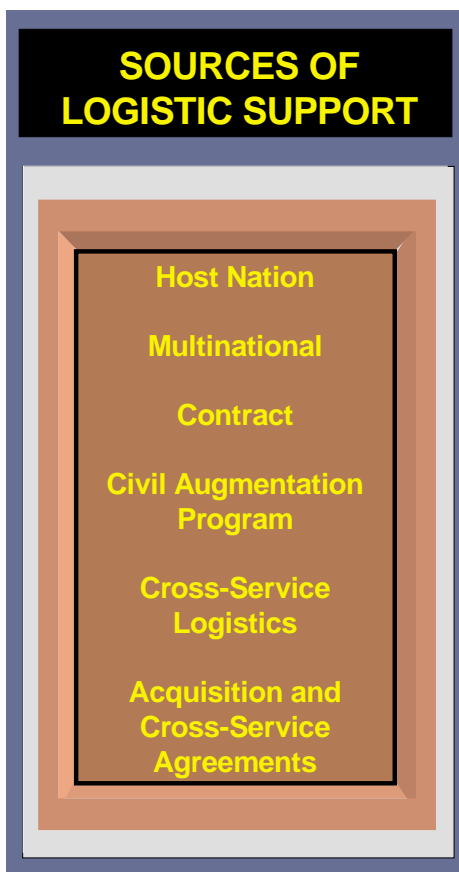 SOURCES OF
LOGISTIC SUPPORT
Host Nation
Multinational
Contract
Civil Augmentation
Program
Cross-Service
Logistics
Acquisition and
Cross-Service
Agreements